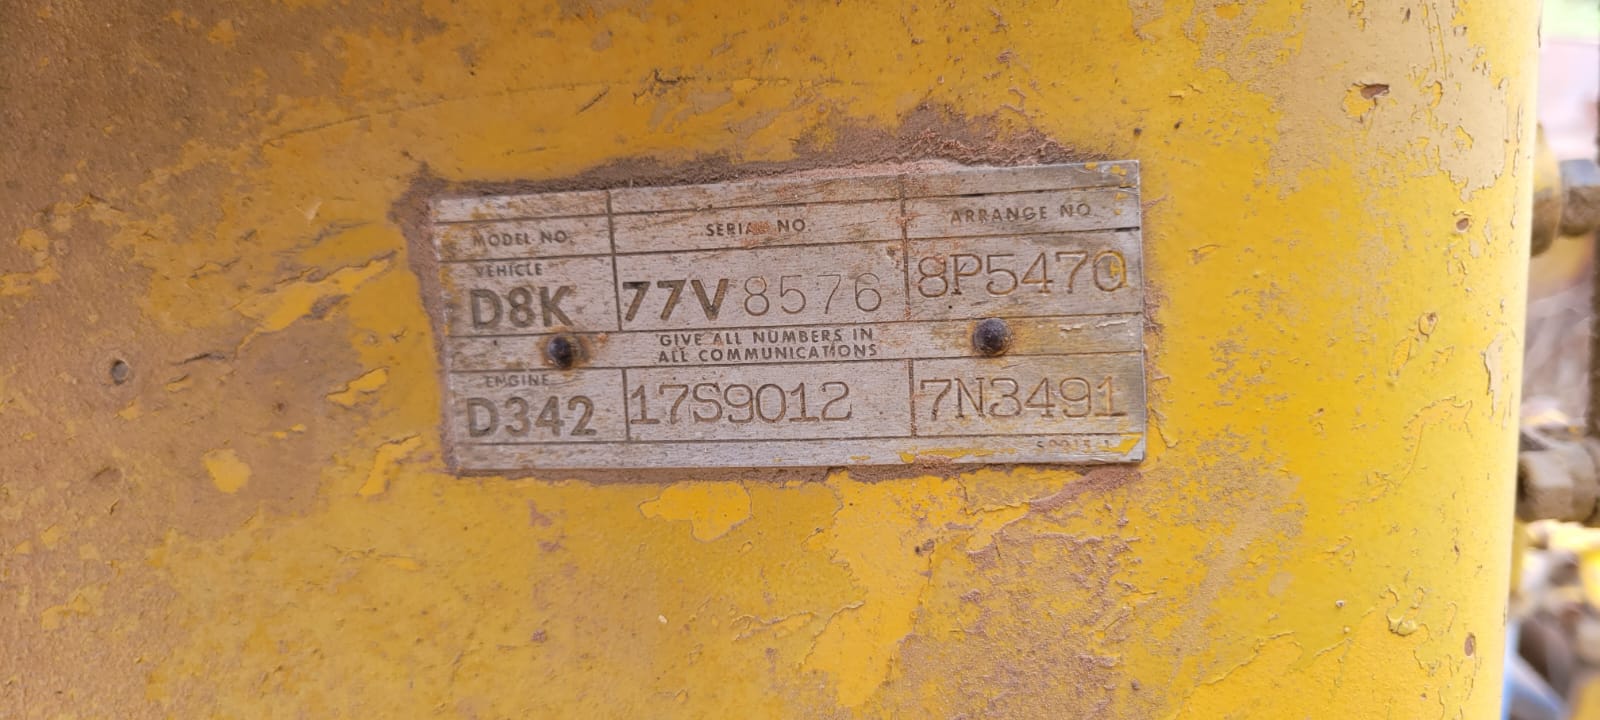 MODEL NO. SERIAL NO. ARRANGE NO.
VEHICLE
D8K 77V8576 8P5470
GIVE ALL NUMBERS IN
ALL COMMUNICATIONS
ENGINE
D342 17S9012 7N3491